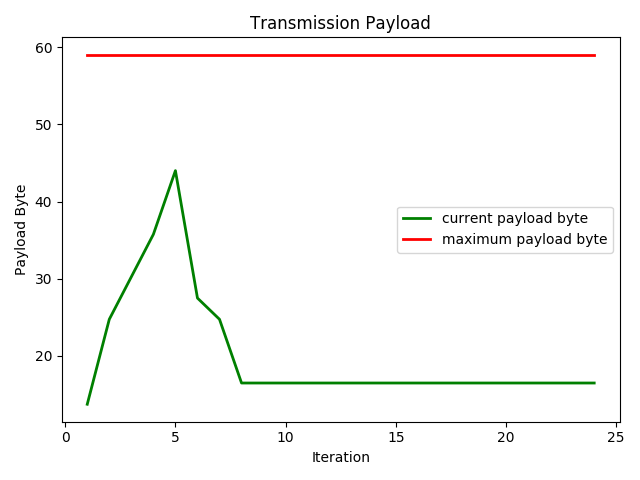 Transmission Payload
Payload Byte
60
50
40
30
20
current payload byte
maximum payload byte
0
5
10
15
20
25
Iteration